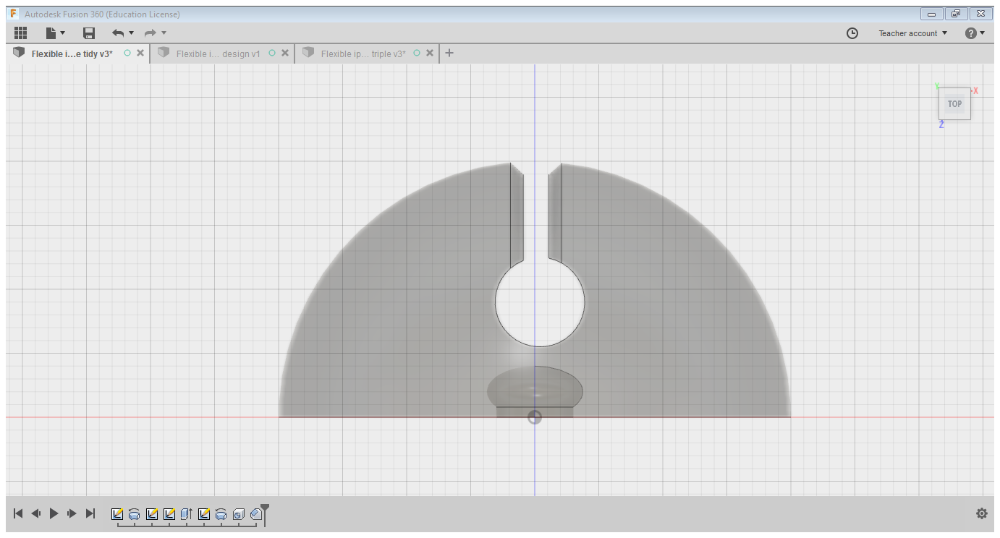 F Autodesk Fusion 360 (Education License)
Teacher account ?
Flexible i...e tidy v3* Flexible i... design v1 Flexible ip... triple v3* +
Y X
TOP
Z